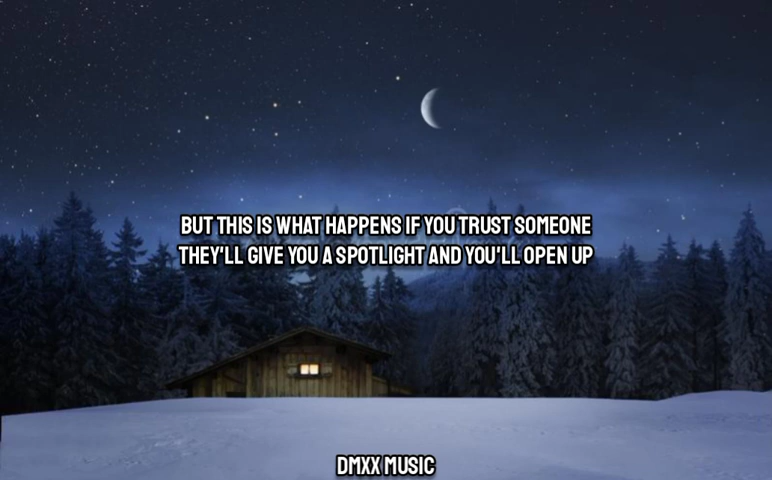 BUT THIS IS WHAT HAPPENS IF YOU TRUST SOMEONE
THEY'LL GIVE YOU A SPOTLIGHT AND YOU'LL OPEN UP
DMXX MUSIC